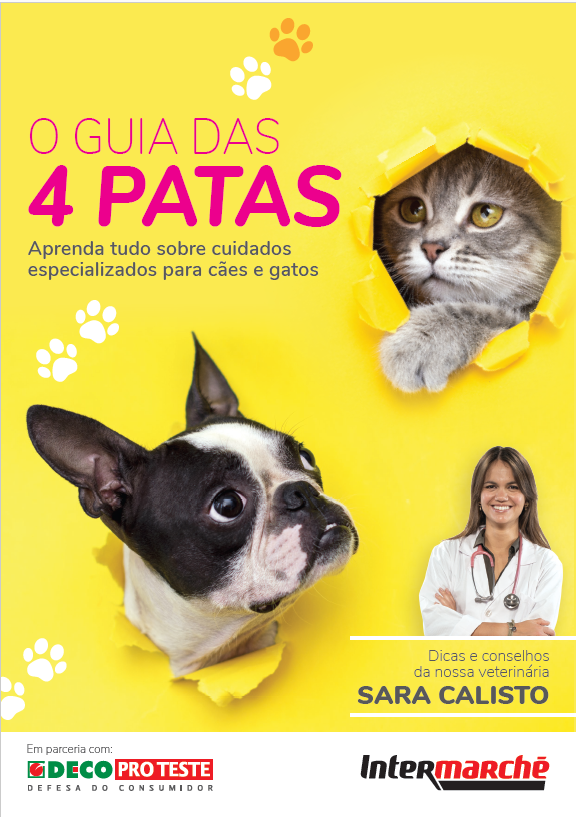 O GUIA DAS
4 PATAS
Aprenda tudo sobre cuidados
especializados para cães e gatos
Dicas e conselhos
da nossa veterinária
SARA CALISTO
Em parceria com:
DECO PROTESTE
DEFESA DO CONSUMIDOR
Intermarchē